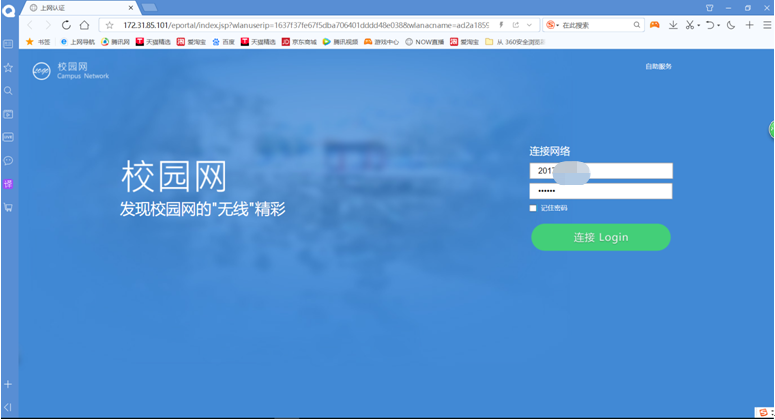 上网认证
172.31.85.101/eportal/index.jsp?wlanuserip=1637f37fe67f5dba706401dddd48e038&wlanacname=ad2a1859
在此搜索
书签 上网导航 腾讯网 天猫精选 爱淘宝 百度 天猫精选 京东商城 腾讯视频 游戏中心 NOW直播 爱淘宝 从 360安全浏览
校园网
Campus Network
自助服务
连接网络
2017
校园网
发现校园网的"无线"精彩
记住密码
连接 Login